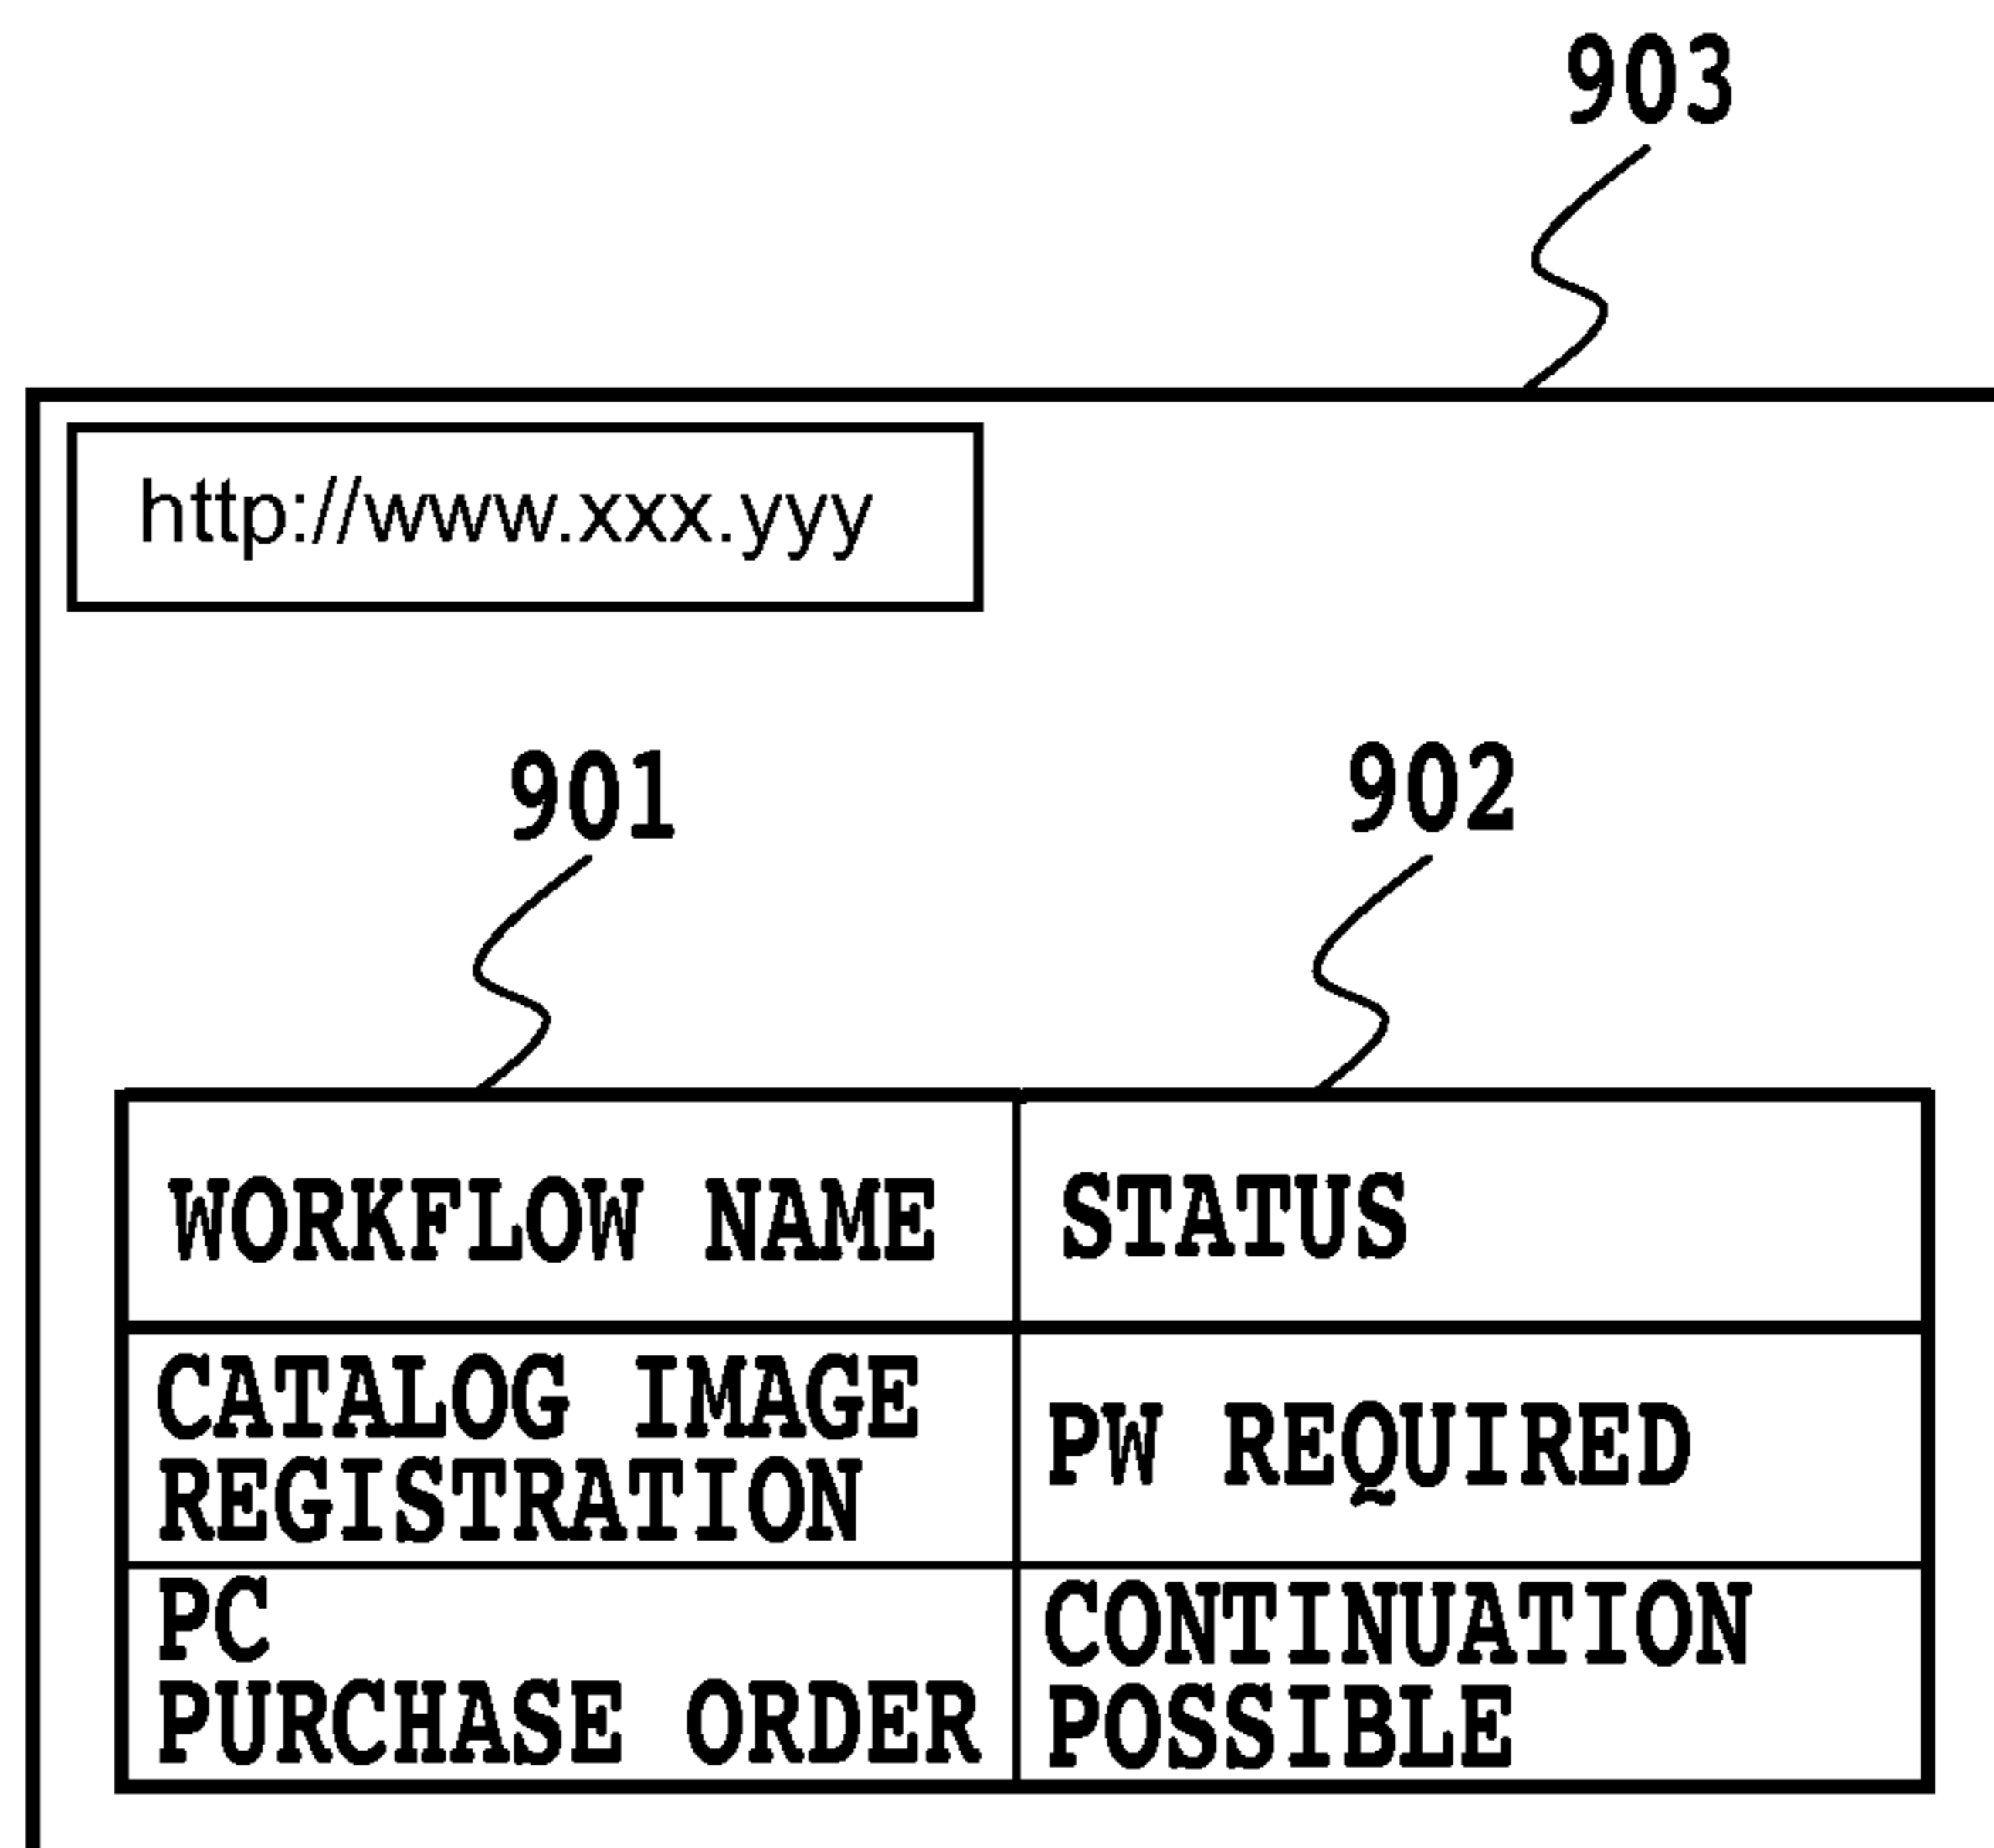 903
http://www.xxx.yyy
901
902
WORKFLOW NAME
STATUS
CATALOG IMAGE
REGISTRATION
PW REQUIRED
PC
PURCHASE ORDER
CONTINUATION
POSSIBLE